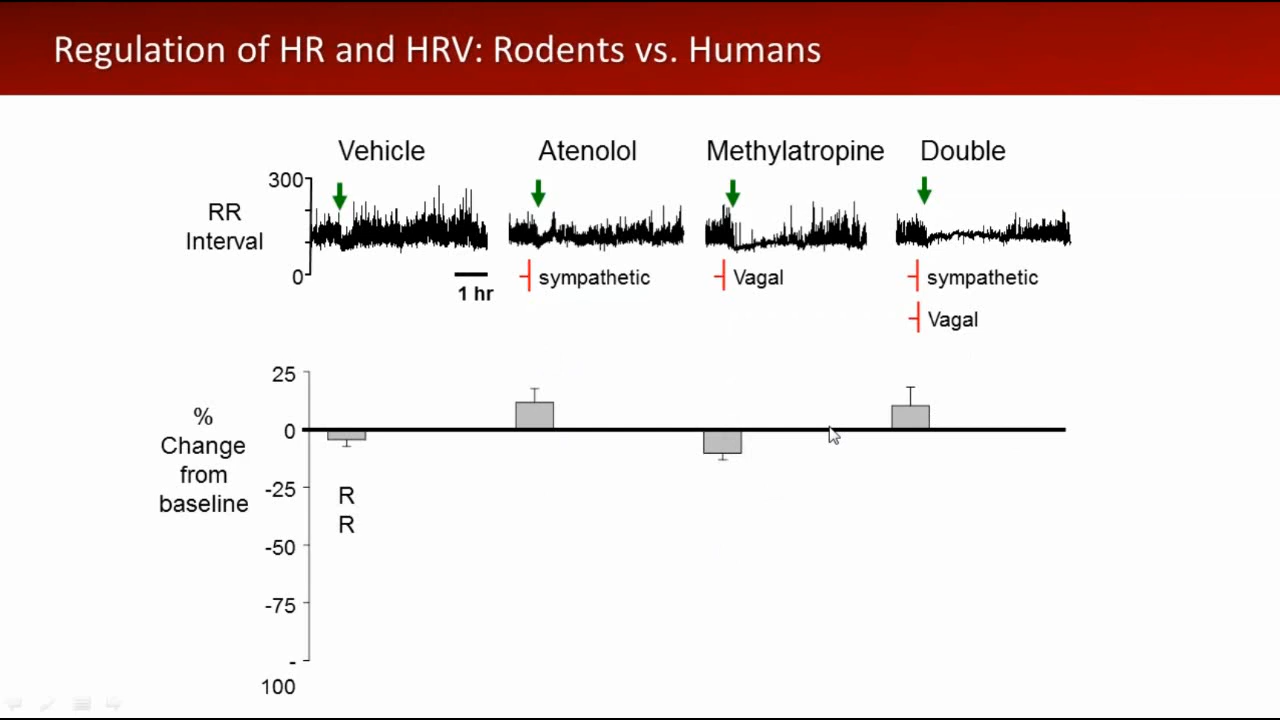 Regulation of HR and HRV: Rodents vs. Humans
Vehicle
Atenolol
Methylatropine
Double
300
RR
Interval
0
1 hr
sympathetic
Vagal
sympathetic
Vagal
25
0
-25
-50
-75
-
100
%
Change
from
baseline
R
R